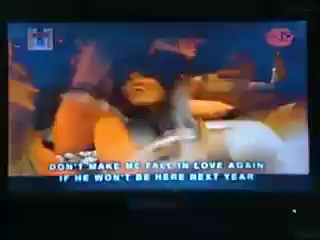 DON'T MAKE ME FALL IN LOVE AGAIN
IF HE WON'T BE HERE NEXT YEAR